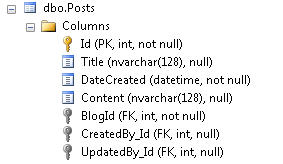 dbo.Posts
Columns
Id (PK, int, not null)
Title (nvarchar(128), null)
DateCreated (datetime, not null)
Content (nvarchar(128), null)
BlogId (FK, int, not null)
CreatedBy_Id (FK, int, null)
UpdatedBy_Id (FK, int, null)